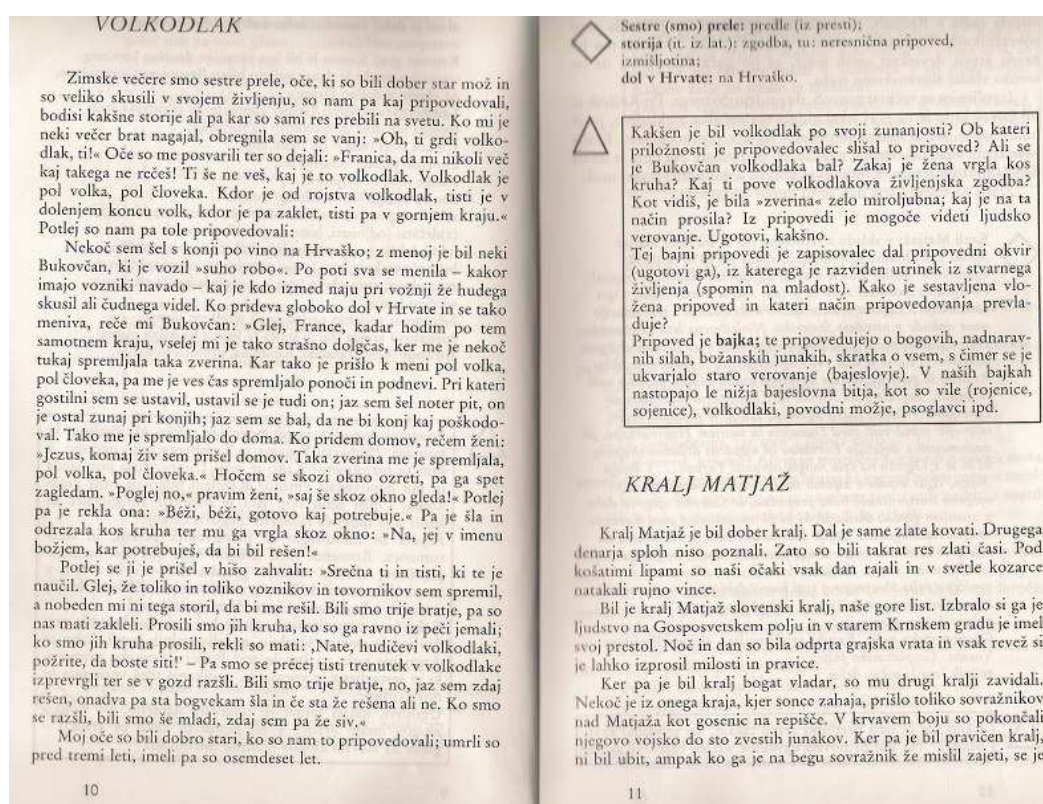 VOLKODLAK
Zimske večere smo sestre prele, oče, ki so bili dober star mož in
so veliko skusili v svojem življenju, so nam pa kaj pripovedovali,
bodisi kakšne storije ali pa kar so sami res prebili na svetu. Ko mi je
neki večer brat nagajal, obregnila sem se vanj: »Oh, ti grdi volko-
dlak, ti!« Oče so me posvarili ter so dejali: »Franica, da mi nikoli več
kaj takega ne rečeš! Ti še ne veš, kaj je to volkodlak. Volkodlak je
pol volka, pol človeka. Kdor je od rojstva volkodlak, tisti je v
dolenjem koncu volk, kdor je pa zaklet, tisti pa v gornjem kraju.«
Potlej so nam pa tole pripovedovali:
Nekoč sem šel s konji po vino na Hrvaško; z menoj je bil neki
Bukovčan, ki je vozil »suho robo«. Po poti sva se menila – kakor
imajo vozniki navado – kaj je kdo izmed naju pri vožnji že hudega
skusil ali čudnega videl. Ko prideva globoko dol v Hrvate in se tako
meniva, reče mi Bukovčan: »Glej, France, kadar hodim po tem
samotnem kraju, vselej mi je tako strašno dolgčas, ker me je nekoč
tukaj spremljala taka zverina. Kar tako je prišlo k meni pol volka,
pol človeka, pa me je ves čas spremljalo ponoči in podnevi. Pri kateri
gostilni sem se ustavil, ustavil se je tudi on; jaz sem šel noter pit, on
je ostal zunaj pri konjih; jaz sem se bal, da ne bi konj kaj poškodo-
val. Tako me je spremljalo do doma. Ko pridem domov, rečem ženi:
»Jezus, komaj živ sem prišel domov. Taka zverina me je spremljala,
pol volka, pol človeka.« Hočem se skozi okno ozreti, pa ga spet
zagledam. »Poglej no,« pravim ženi, »saj še skoz okno gleda!« Potlej
pa je rekla ona: »Béži, béži, gotovo kaj potrebuje.« Pa je šla in
odrezala kos kruha ter mu ga vrgla skoz okno: »Na, jej v imenu
božjem, kar potrebuješ, da bi bil rešen!«
Potlej se ji je prišel v hišo zahvalit: »Srečna ti in tisti, ki te je
naučil. Glej, že toliko in toliko voznikov in tovornikov sem spremil,
a nobeden mi ni tega storil, da bi me rešil. Bili smo trije bratje, pa so
nas mati zakleli. Prosili smo jih kruha, ko so ga ravno iz peči jemali;
ko smo jih kruha prosili, rekli so mati: ‚Nate, hudičevi volkodlaki,
požrite, da boste siti!' – Pa smo se précej tisti trenutek v volkodlake
izprevrgli ter se v gozd razšli. Bili smo trije bratje, no, jaz sem zdaj
rešen, onadva pa sta bogvekam šla in če sta že rešena ali ne. Ko smo
se razšli, bili smo še mladi, zdaj sem pa že siv.«
Moj oče so bili dobro stari, ko so nam to pripovedovali; umrli so
pred tremi leti, imeli pa so osemdeset let.
10
Sestre (smo) prele: predle (iz presti);
storija (it. iz lat.): zgodba, tu: neresnična pripoved,
izmišljotina;
dol v Hrvate: na Hrvaško.
Kakšen je bil volkodlak po svoji zunanjosti? Ob kateri
priložnosti je pripovedovalec slišal to pripoved? Ali se
je Bukovčan volkodlaka bal? Zakaj je žena vrgla kos
kruha? Kaj ti pove volkodlakova življenjska zgodba?
Kot vidiš, je bila »zverina« zelo miroljubna; kaj je na ta
način prosila? Iz pripovedi je mogoče videti ljudsko
verovanje. Ugotovi, kakšno.
Tej bajni pripovedi je zapisovalec dal pripovedni okvir
(ugotovi ga), iz katerega je razviden utrinek iz stvarnega
življenja (spomin na mladost). Kako je sestavljena vlo-
žena pripoved in kateri način pripovedovanja prevla-
duje?
Pripoved je bajka; te pripovedujejo o bogovih, nadnarav-
nih silah, božanskih junakih, skratka o vsem, s čimer se je
ukvarjalo staro verovanje (bajeslovje). V naših bajkah
nastopajo le nižja bajeslovna bitja, kot so vile (rojenice,
sojenice), volkodlaki, povodni možje, psoglavci ipd.
KRALJ MATJAŽ
Kralj Matjaž je bil dober kralj. Dal je same zlate kovati. Drugega
denarja sploh niso poznali. Zato so bili takrat res zlati časi. Pod
košatimi lipami so naši očaki vsak dan rajali in v svetle kozarce
natakali rujno vince.
Bil je kralj Matjaž slovenski kralj, naše gore list. Izbralo si ga je
ljudstvo na Gosposvetskem polju in v starem Krnskem gradu je imel
svoj prestol. Noč in dan so bila odprta grajska vrata in vsak revež si
je lahko izprosil milosti in pravice.
Ker pa je bil kralj bogat vladar, so mu drugi kralji zavidali.
Nekoč je iz onega kraja, kjer sonce zahaja, prišlo toliko sovražnikov
nad Matjaža kot gosenic na repišče. V krvavem boju so pokončali
njegovo vojsko do sto zvestih junakov. Ker pa je bil pravičen kralj,
ni bil ubit, ampak ko ga je na begu sovražnik že mislil zajeti, se je
11